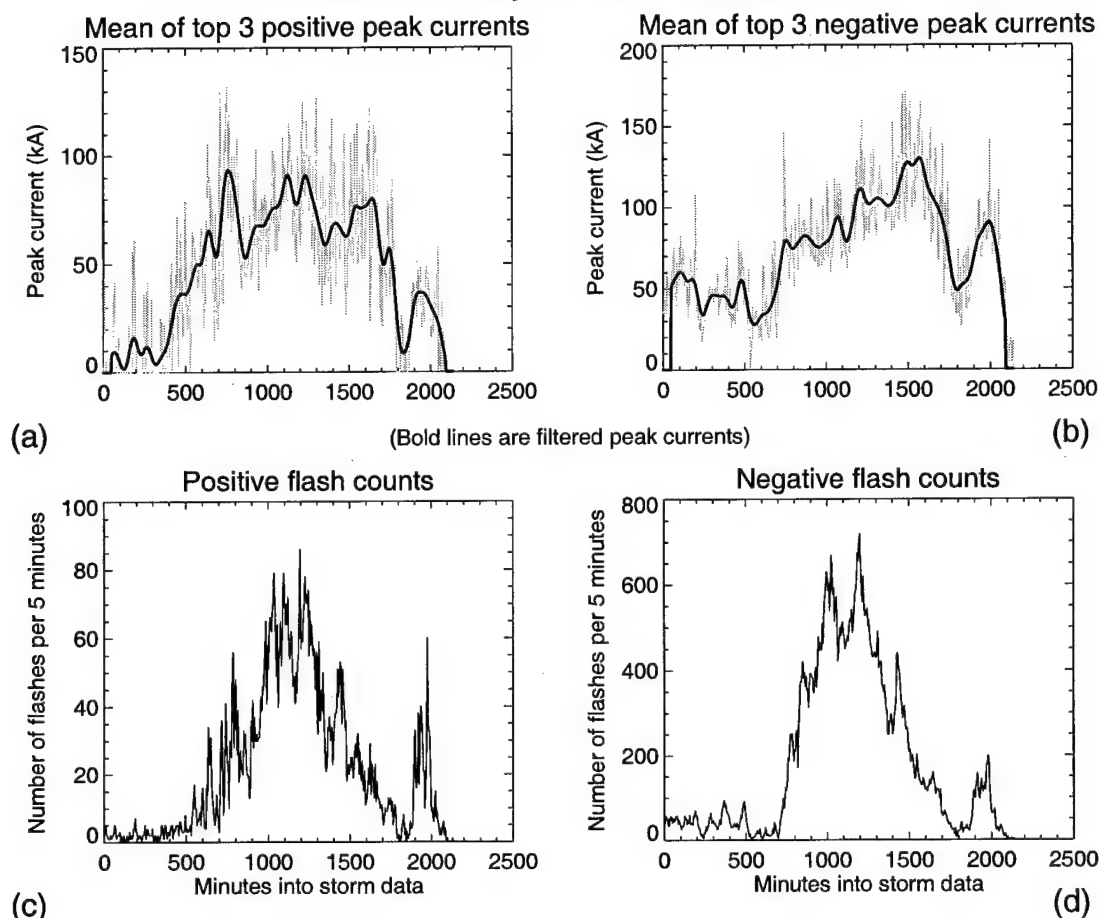 Mean of top 3 positive peak currents
Mean of top 3 negative peak currents
Peak current (kA)
150
100
50
0
0 500 1000 1500 2000 2500
Peak current (kA)
200
150
100
50
0
0 500 1000 1500 2000 2500
(a)
(Bold lines are filtered peak currents)
(b)
Positive flash counts
Negative flash counts
Number of flashes per 5 minutes
100
80
60
40
20
0
0 500 1000 1500 2000 2500
Minutes into storm data
Number of flashes per 5 minutes
800
600
400
200
0
0 500 1000 1500 2000 2500
Minutes into storm data
(c)
(d)